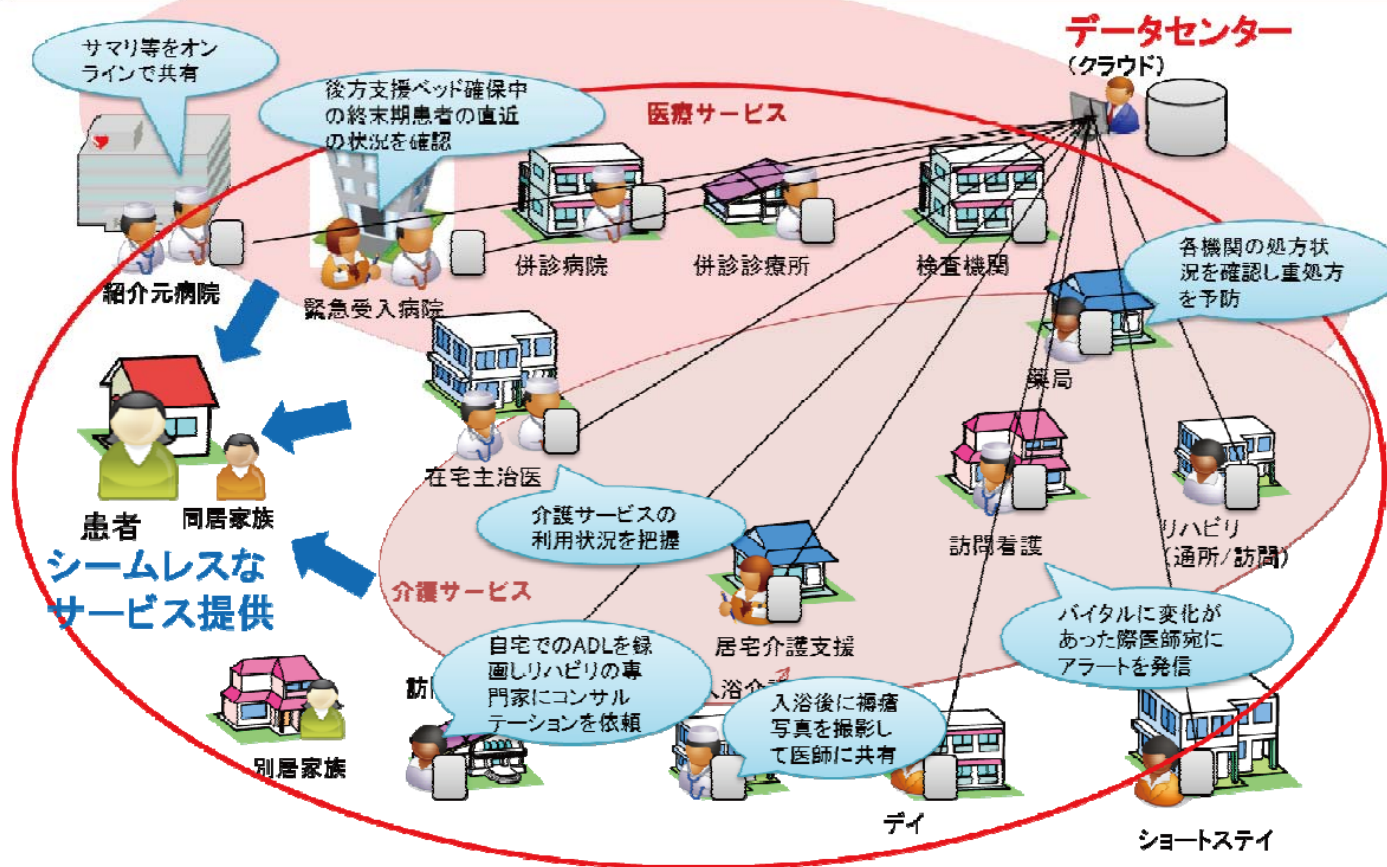 データセンター
(クラウド)
サマリ等をオン
ラインで共有
後方支援ベッド確保中
の終末期患者の直近
の状況を確認
医療サービス
紹介元病院
緊急受入病院
併診病院
併診診療所
検査機関
各機関の処方状
況を確認し重処方
を予防
薬局
在宅主治医
患者
同居家族
シームレスな
サービス提供
介護サービスの
利用状況を把握
訪問看護
リハビリ
(通所/訪問)
介護サービス
居宅介護支援
バイタルに変化が
あった際医師宛に
アラートを発信
自宅でのADLを録
画しリハビリの専
門家にコンサル
テーションを依頼
訪
入浴介
入浴後に褥瘡
写真を撮影し
て医師に共有
別居家族
デイ
ショートステイ